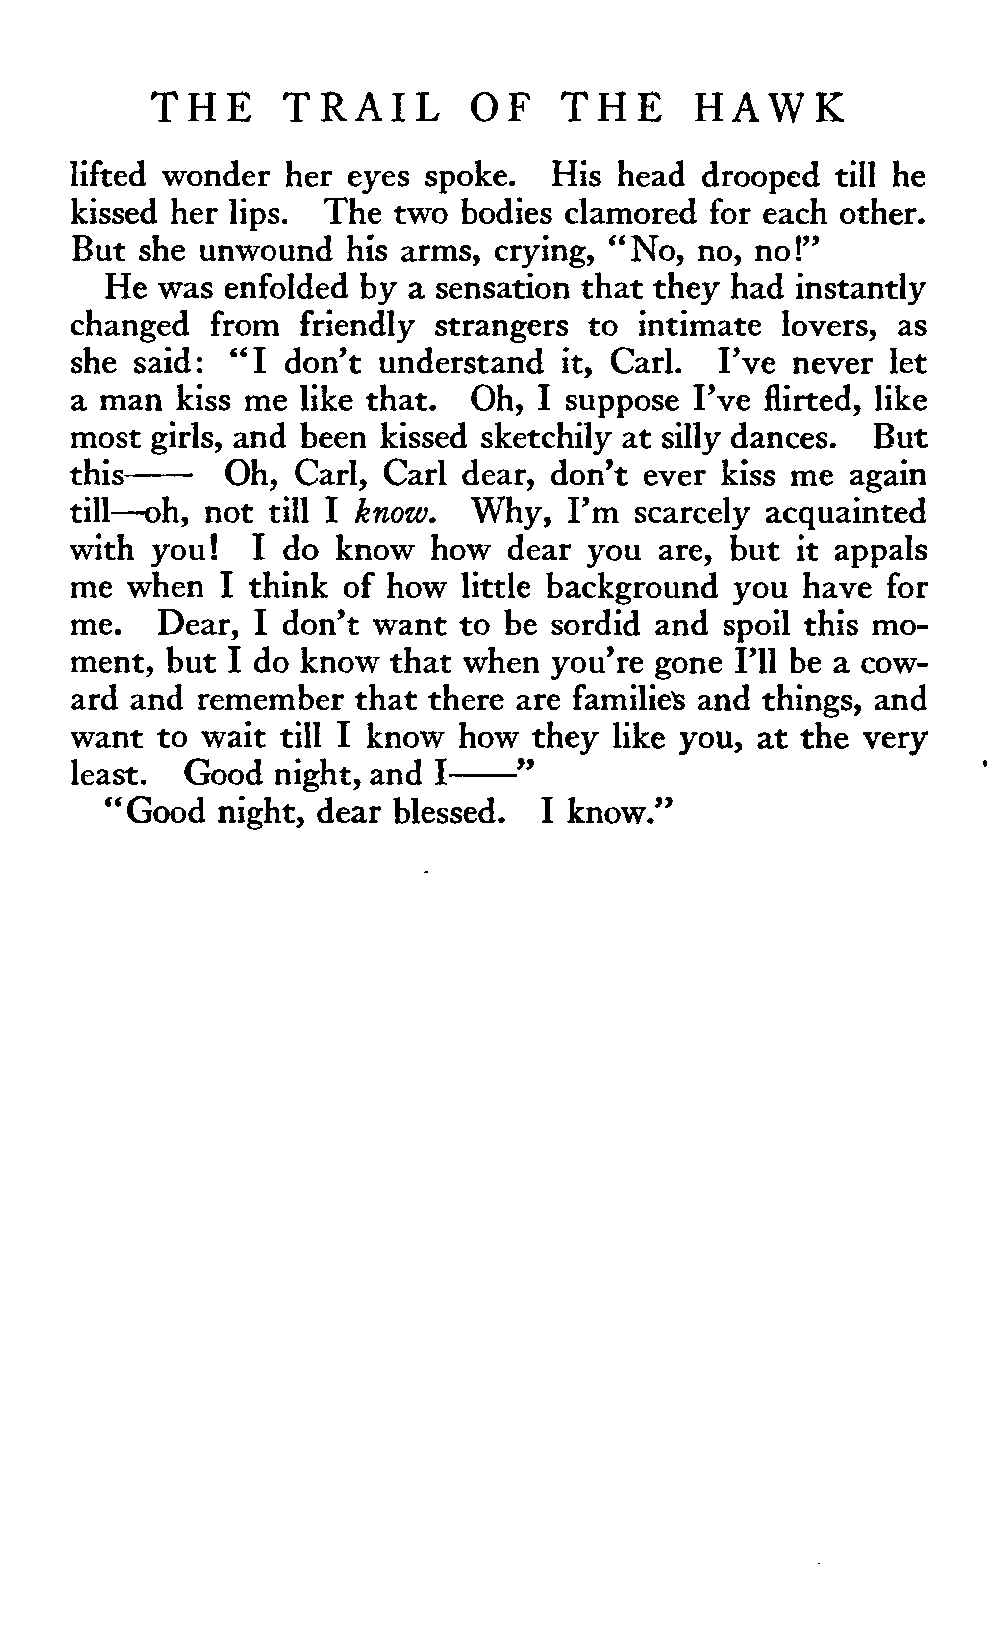 THE TRAIL OF THE HAWK
lifted wonder her eyes spoke. His head drooped till he
kissed her lips. The two bodies clamored for each other.
But she unwound his arms, crying, "No, no, no!"
He was enfolded by a sensation that they had instantly
changed from friendly strangers to intimate lovers, as
she said: "I don't understand it, Carl. I've never let
a man kiss me like that. Oh, I suppose I've flirted, like
most girls, and been kissed sketchily at silly dances. But
this—— Oh, Carl, Carl dear, don't ever kiss me again
till—oh, not till I know. Why, I'm scarcely acquainted
with you! I do know how dear you are, but it appals
me when I think of how little background you have for
me. Dear, I don't want to be sordid and spoil this mo-
ment, but I do know that when you're gone I'll be a cow-
ard and remember that there are families and things, and
want to wait till I know how they like you, at the very
least. Good night, and I——"
"Good night, dear blessed. I know."